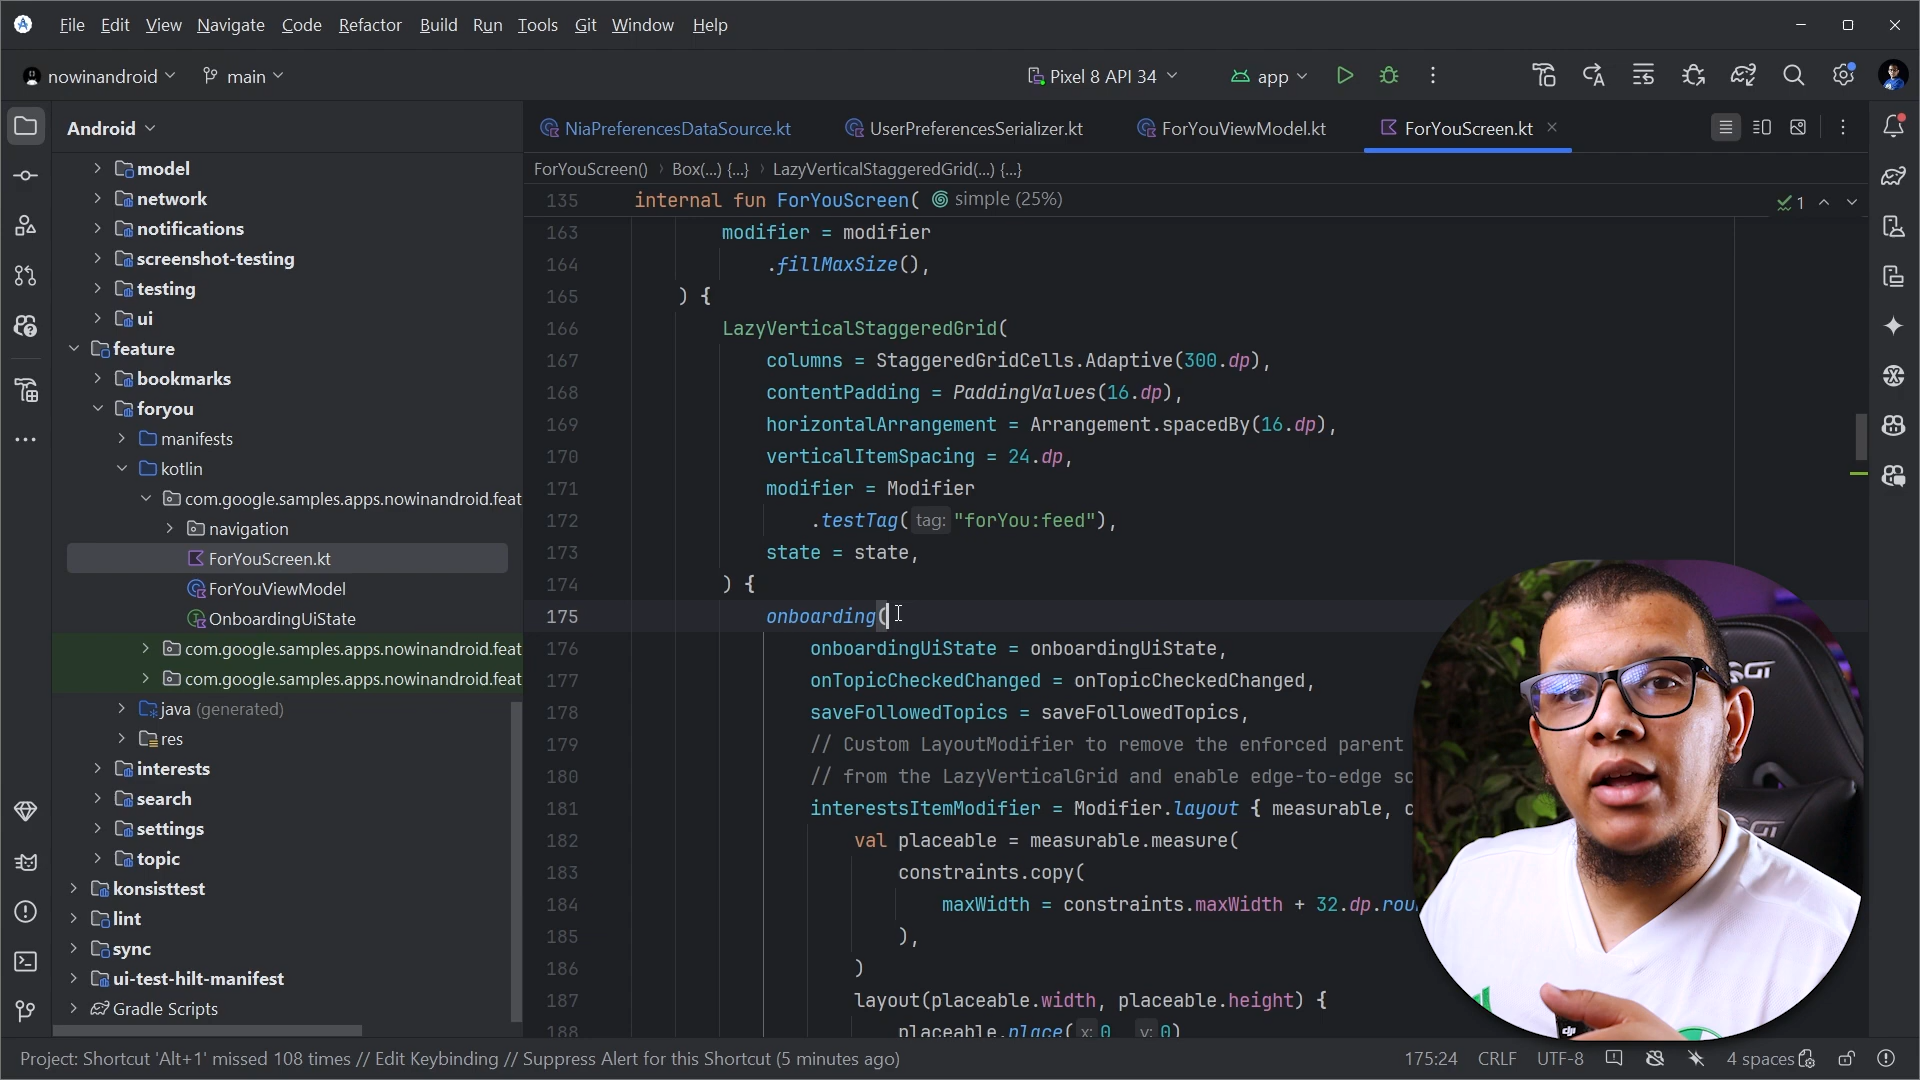 File Edit View Navigate Code Refactor Build Run Tools Git Window Help
nowinandroid main Pixel 8 API 34 app
Android
NiaPreferencesDataSource.kt UserPreferencesSerializer.kt ForYouViewModel.kt ForYouScreen.kt
ForYouScreen() › Box(...) {...} › LazyVerticalStaggeredGrid(...) {...}
model
network
notifications
screenshot-testing
testing
ui
feature
bookmarks
foryou
manifests
kotlin
com.google.samples.apps.nowinandroid.feat
navigation
ForYouScreen.kt
ForYouViewModel
OnboardingUiState
com.google.samples.apps.nowinandroid.feat
com.google.samples.apps.nowinandroid.feat
java (generated)
res
interests
search
settings
topic
konsisttest
lint
sync
ui-test-hilt-manifest
Gradle Scripts
135 internal fun ForYouScreen( simple (25%)
1
163 modifier = modifier
164 .fillMaxSize(),
165 ) {
166 LazyVerticalStaggeredGrid(
167 columns = StaggeredGridCells.Adaptive(300.dp),
168 contentPadding = PaddingValues(16.dp),
169 horizontalArrangement = Arrangement.spacedBy(16.dp),
170 verticalItemSpacing = 24.dp,
171 modifier = Modifier
172 .testTag( tag: "forYou:feed"),
173 state = state,
174 ) {
175 onboarding(
176 onboardingUiState = onboardingUiState,
177 onTopicCheckedChanged = onTopicCheckedChanged,
178 saveFollowedTopics = saveFollowedTopics,
179 // Custom LayoutModifier to remove the enforced parent
180 // from the LazyVerticalGrid and enable edge-to-edge sc
181 interestsItemModifier = Modifier.layout { measurable, c
182 val placeable = measurable.measure(
183 constraints.copy(
184 maxWidth = constraints.maxWidth + 32.dp.rou
185 ),
186 )
187 layout(placeable.width, placeable.height) {
188 placeable.place( x: 0 y: 0)
Project: Shortcut 'Alt+1' missed 108 times // Edit Keybinding // Suppress Alert for this Shortcut (5 minutes ago)
175:24 CRLF UTF-8 4 spaces
dji